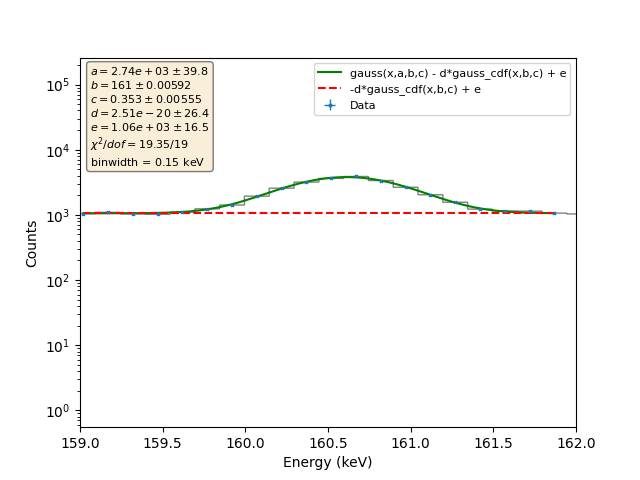 a = 2.74e + 03 ± 39.8
b = 161 ± 0.00592
c = 0.353 ± 0.00555
d = 2.51e − 20 ± 26.4
e = 1.06e + 03 ± 16.5
χ²/dof = 19.35/19
binwidth = 0.15 keV
gauss(x,a,b,c) - d*gauss_cdf(x,b,c) + e
-d*gauss_cdf(x,b,c) + e
Data
10⁵
10⁴
10³
10²
10¹
10⁰
Counts
159.0 159.5 160.0 160.5 161.0 161.5 162.0
Energy (keV)